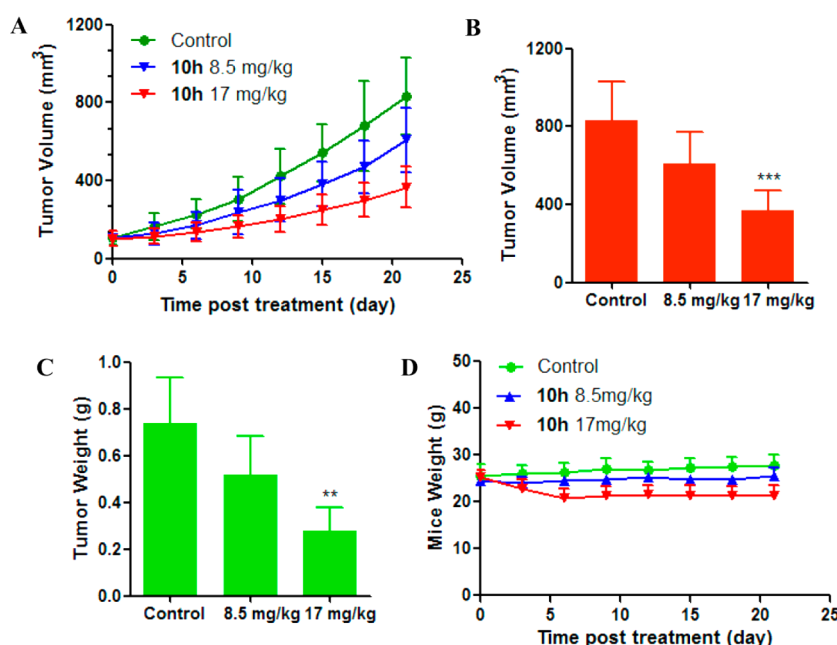 A
Control
10h 8.5 mg/kg
10h 17 mg/kg
Tumor Volume (mm³)
1200
800
400
0
0 5 10 15 20 25
Time post treatment (day)
B
Tumor Volume (mm³)
1200
800
400
0
***
Control 8.5 mg/kg 17 mg/kg
C
Tumor Weight (g)
1.0
0.8
0.6
0.4
0.2
0.0
**
Control 8.5 mg/kg 17 mg/kg
D
Control
10h 8.5mg/kg
10h 17mg/kg
Mice Weight (g)
50
40
30
20
10
0
0 5 10 15 20 25
Time post treatment (day)